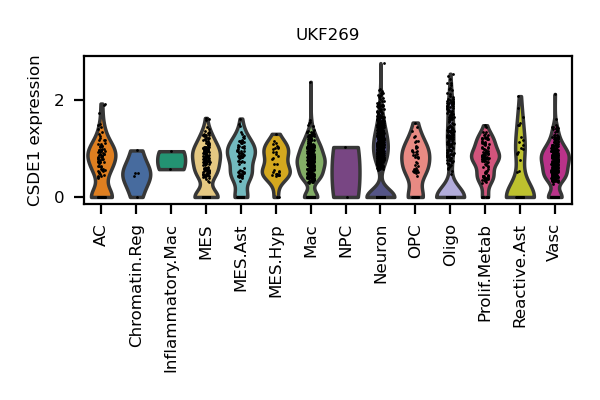 UKF269
CSDE1 expression
2
0
AC
Chromatin.Reg
Inflammatory.Mac
MES
MES.Ast
MES.Hyp
Mac
NPC
Neuron
OPC
Oligo
Prolif.Metab
Reactive.Ast
Vasc